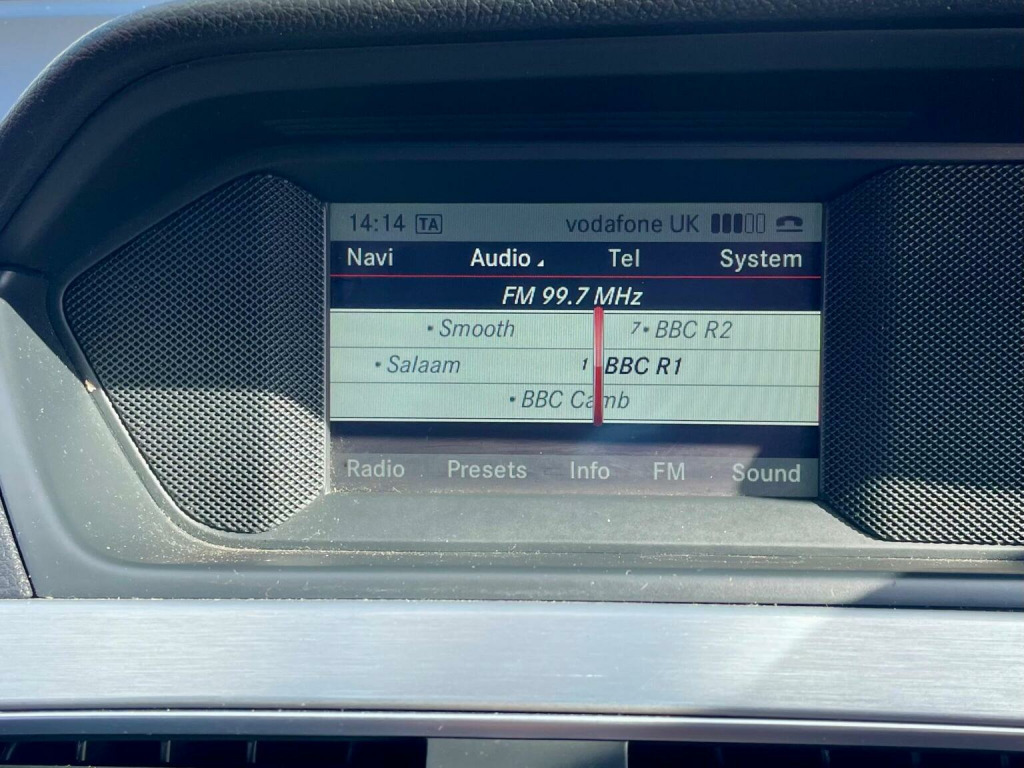 14:14 TA vodafone UK
Navi Audio Tel System
FM 99.7 MHz
• Smooth 7 • BBC R2
• Salaam 1 BBC R1
• BBC Camb
Radio Presets Info FM Sound